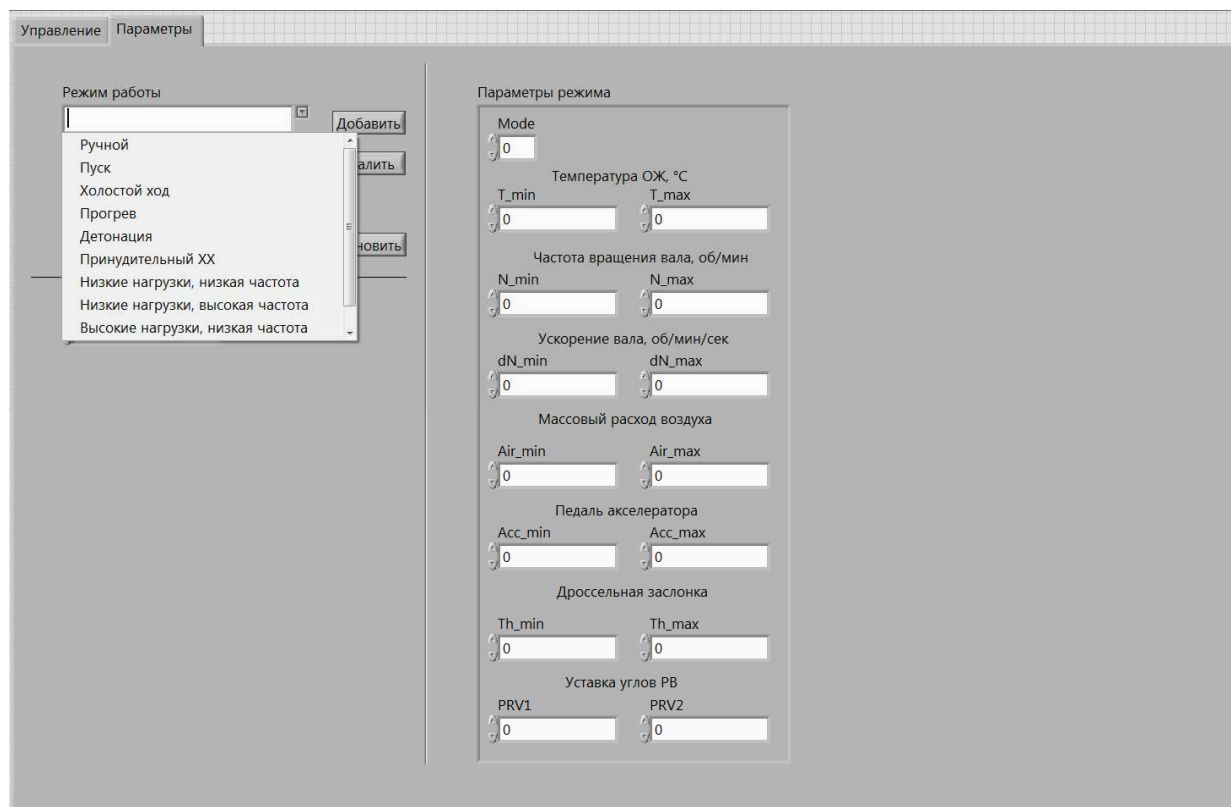 Управление Параметры
Режим работы
Добавить
Ручной
Пуск
Холостой ход
Прогрев
Детонация
Принудительный ХХ
Низкие нагрузки, низкая частота
Низкие нагрузки, высокая частота
Высокие нагрузки, низкая частота
алить
новить
Параметры режима
Mode
0
Температура ОЖ, °C
T_min T_max
0 0
Частота вращения вала, об/мин
N_min N_max
0 0
Ускорение вала, об/мин/сек
dN_min dN_max
0 0
Массовый расход воздуха
Air_min Air_max
0 0
Педаль акселератора
Acc_min Acc_max
0 0
Дроссельная заслонка
Th_min Th_max
0 0
Уставка углов РВ
PRV1 PRV2
0 0